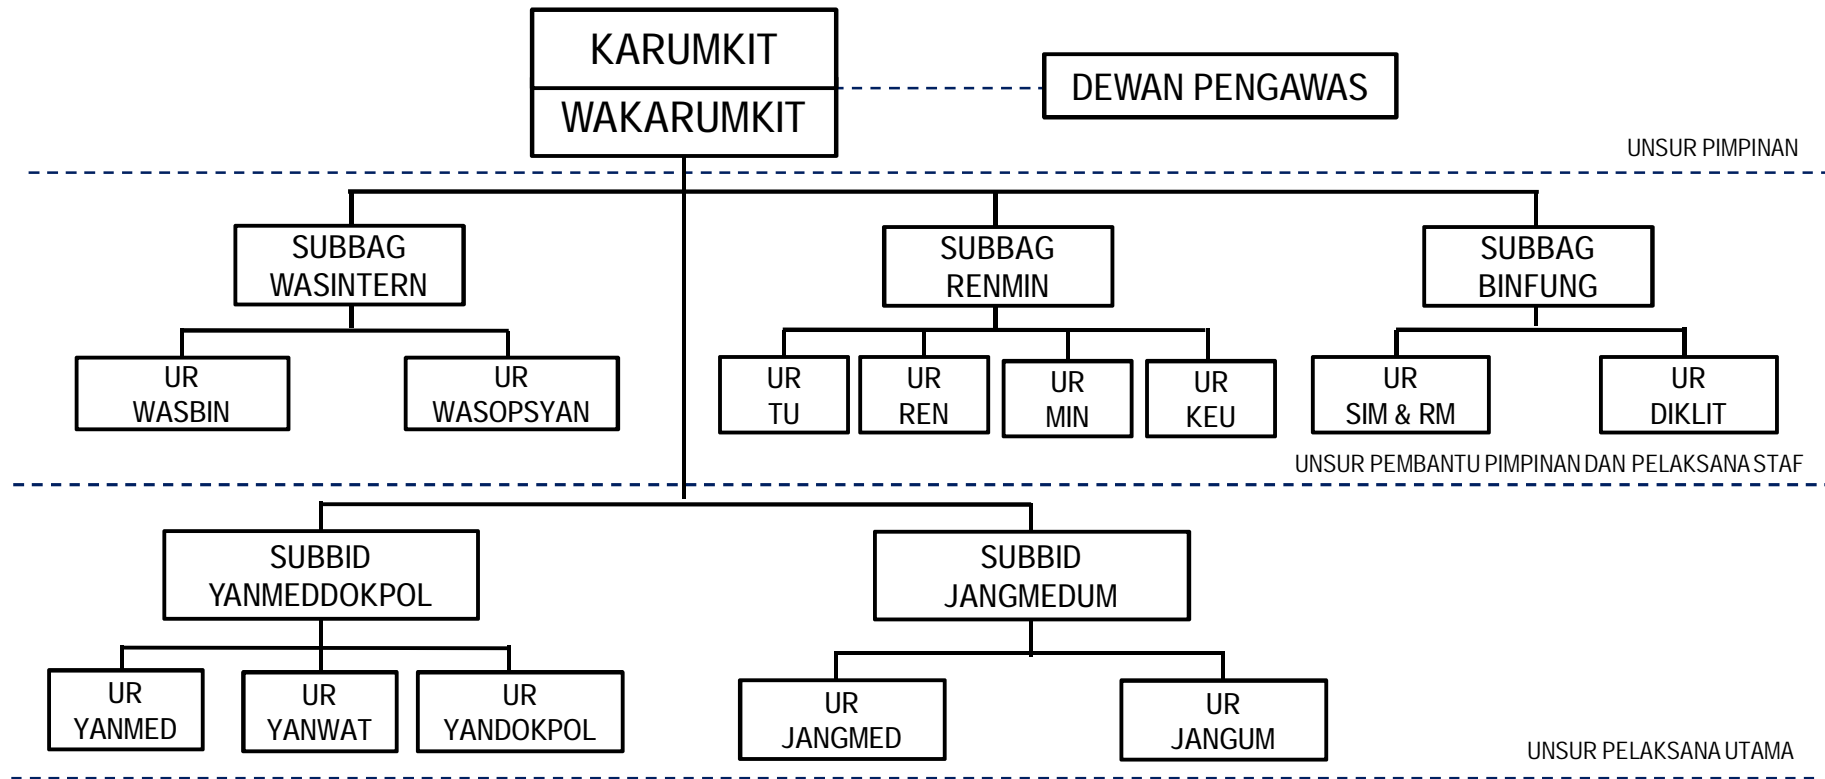 KARUMKIT
WAKARUMKIT
DEWAN PENGAWAS
UNSUR PIMPINAN
SUBBAG
WASINTERN
SUBBAG
RENMIN
SUBBAG
BINFUNG
UR
WASBIN
UR
WASOPSYAN
UR
TU
UR
REN
UR
MIN
UR
KEU
UR
SIM & RM
UR
DIKLIT
UNSUR PEMBANTU PIMPINAN DAN PELAKSANA STAF
SUBBID
YANMEDDOKPOL
SUBBID
JANGMEDUM
UR
YANMED
UR
YANWAT
UR
YANDOKPOL
UR
JANGMED
UR
JANGUM
UNSUR PELAKSANA UTAMA